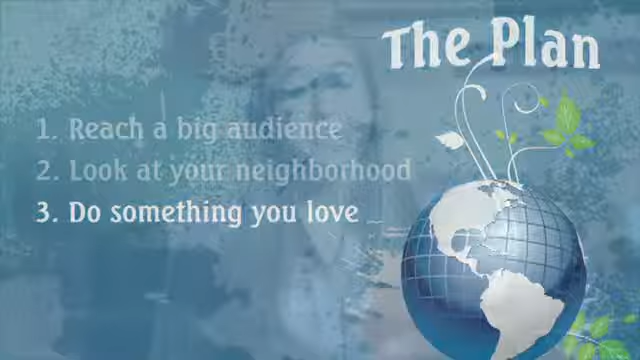 The Plan
1. Reach a big audience
2. Look at your neighborhood
3. Do something you love